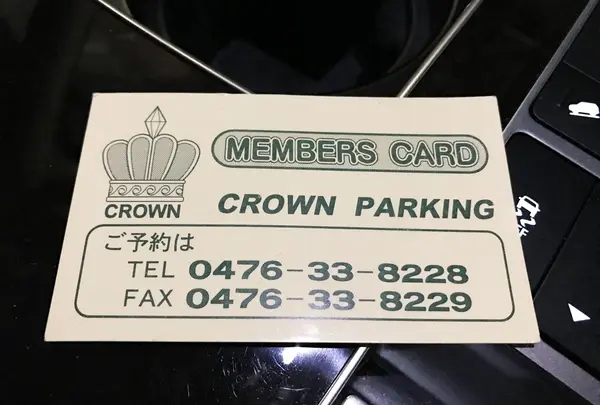 MEMBERS CARD
CROWN
CROWN PARKING
ご予約は
TEL 0476-33-8228
FAX 0476-33-8229